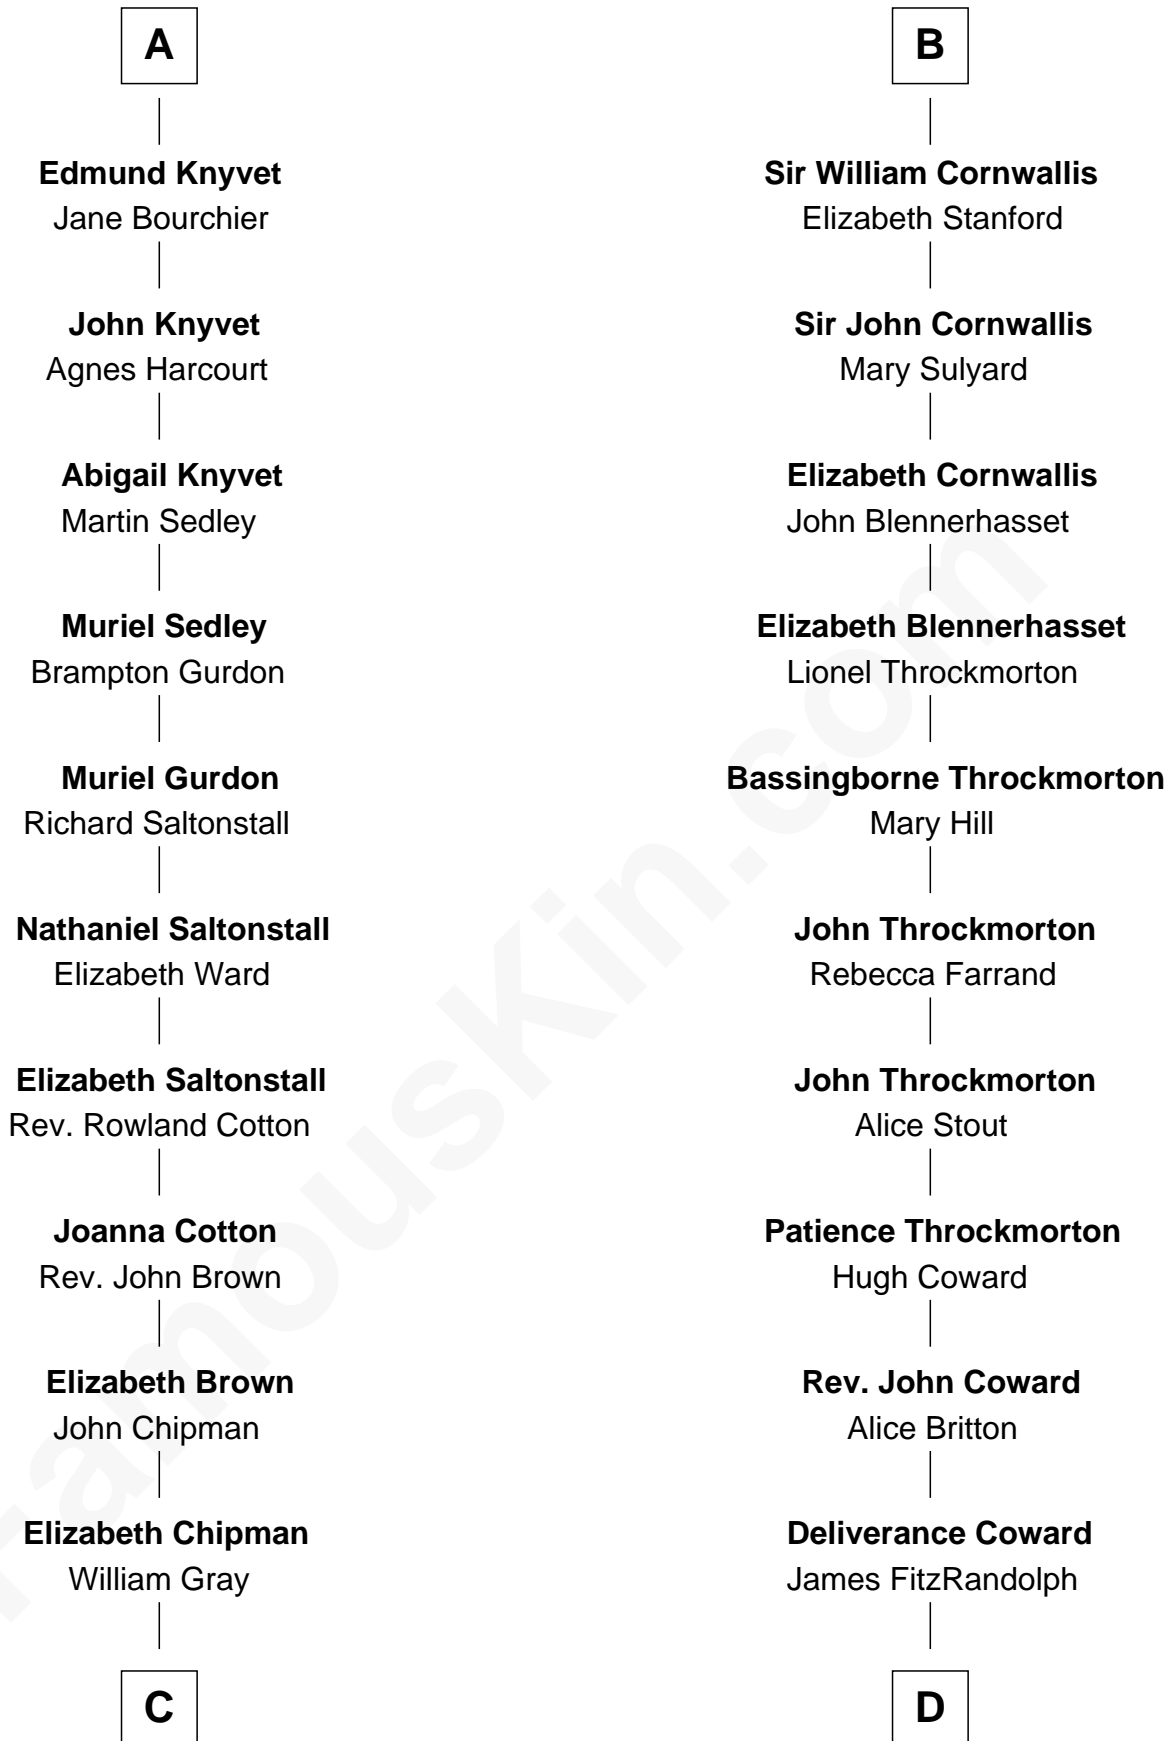 A
Edmund Knyvet
Jane Bourchier
John Knyvet
Agnes Harcourt
Abigail Knyvet
Martin Sedley
Muriel Sedley
Brampton Gurdon
Muriel Gurdon
Richard Saltonstall
Nathaniel Saltonstall
Elizabeth Ward
Elizabeth Saltonstall
Rev. Rowland Cotton
Joanna Cotton
Rev. John Brown
Elizabeth Brown
John Chipman
Elizabeth Chipman
William Gray
C
B
Sir William Cornwallis
Elizabeth Stanford
Sir John Cornwallis
Mary Sulyard
Elizabeth Cornwallis
John Blennerhasset
Elizabeth Blennerhasset
Lionel Throckmorton
Bassingborne Throckmorton
Mary Hill
John Throckmorton
Rebecca Farrand
John Throckmorton
Alice Stout
Patience Throckmorton
Hugh Coward
Rev. John Coward
Alice Britton
Deliverance Coward
James FitzRandolph
D
FamousKin.com